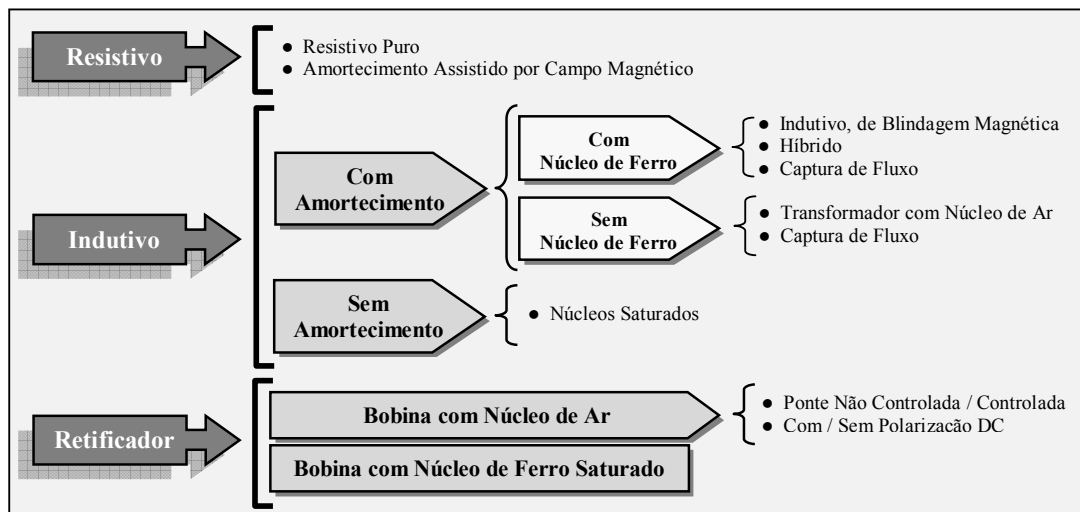 Resistivo
● Resistivo Puro
● Amortecimento Assistido por Campo Magnético
Indutivo
Com
Amortecimento
Com
Núcleo de Ferro
● Indutivo, de Blindagem Magnética
● Híbrido
● Captura de Fluxo
Sem
Núcleo de Ferro
● Transformador com Núcleo de Ar
● Captura de Fluxo
Sem
Amortecimento
● Núcleos Saturados
Retificador
Bobina com Núcleo de Ar
● Ponte Não Controlada / Controlada
● Com / Sem Polarizacão DC
Bobina com Núcleo de Ferro Saturado